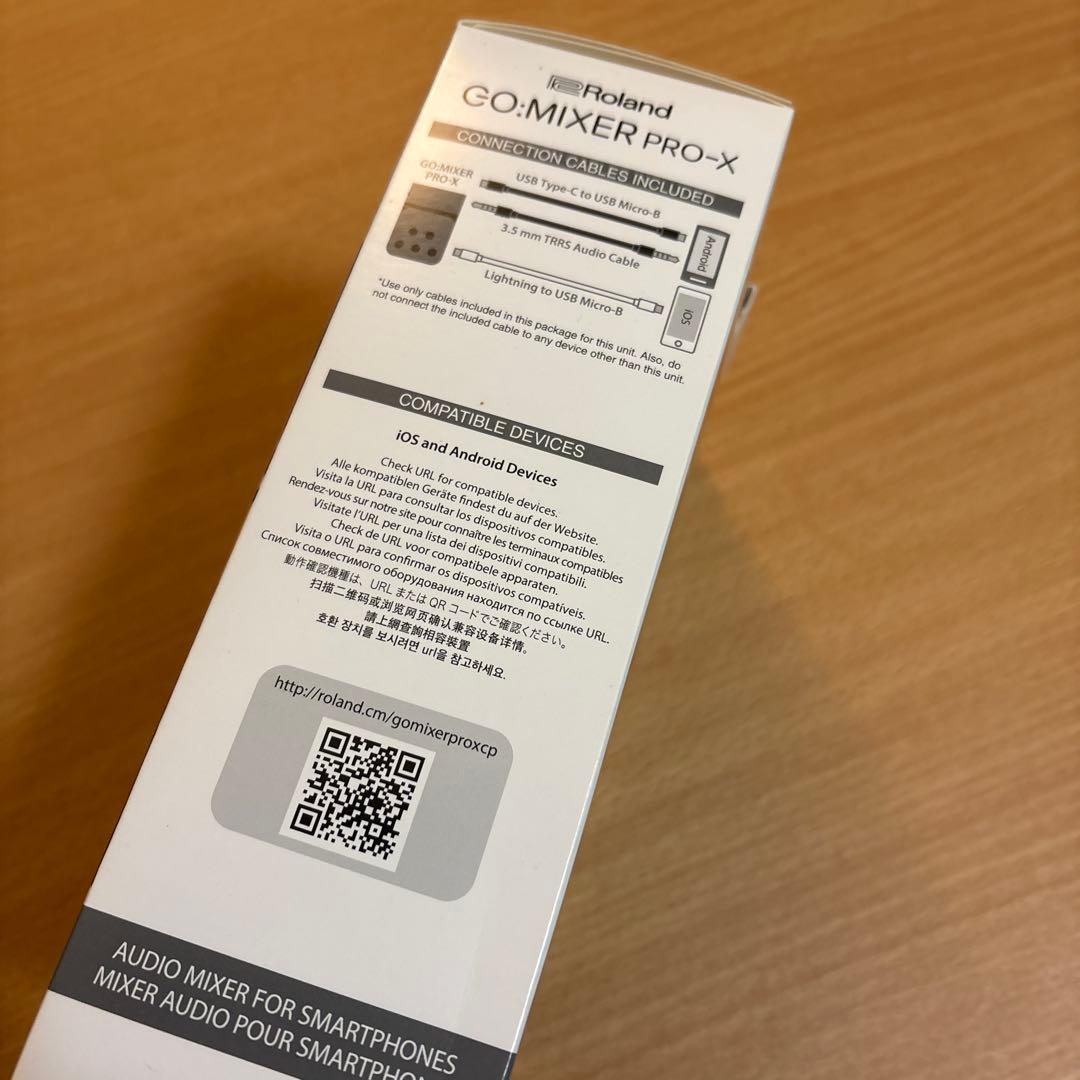 Roland
GO:MIXER PRO-X
CONNECTION CABLES INCLUDED
GO:MIXER
PRO-X
USB Type-C to USB Micro-B
3.5 mm TRRS Audio Cable
Android
Lightning to USB Micro-B
iOS
*Use only cables included in this package for this unit. Also, do
not connect the included cable to any device other than this unit.
COMPATIBLE DEVICES
iOS and Android Devices
Check URL for compatible devices.
Alle kompatiblen Geräte findest du auf der Website.
Visita la URL para consultar los dispositivos compatibles.
Rendez-vous sur notre site pour connaître les terminaux compatibles
Visitate l'URL per una lista dei dispositivi compatibili.
Check de URL voor compatibele apparaten.
Visita o URL para confirmar os dispositivos compatíveis.
Список совместимого оборудования находится по ссылке URL.
動作確認機種は、URL または QR コードでご確認ください。
扫描二维码或浏览网页确认兼容设备详情。
請上網查詢相容裝置
호환 장치를 보시려면 url을 참고하세요.
http://roland.cm/gomixerproxcp
AUDIO MIXER FOR SMARTPHONES
MIXER AUDIO POUR SMARTPHON